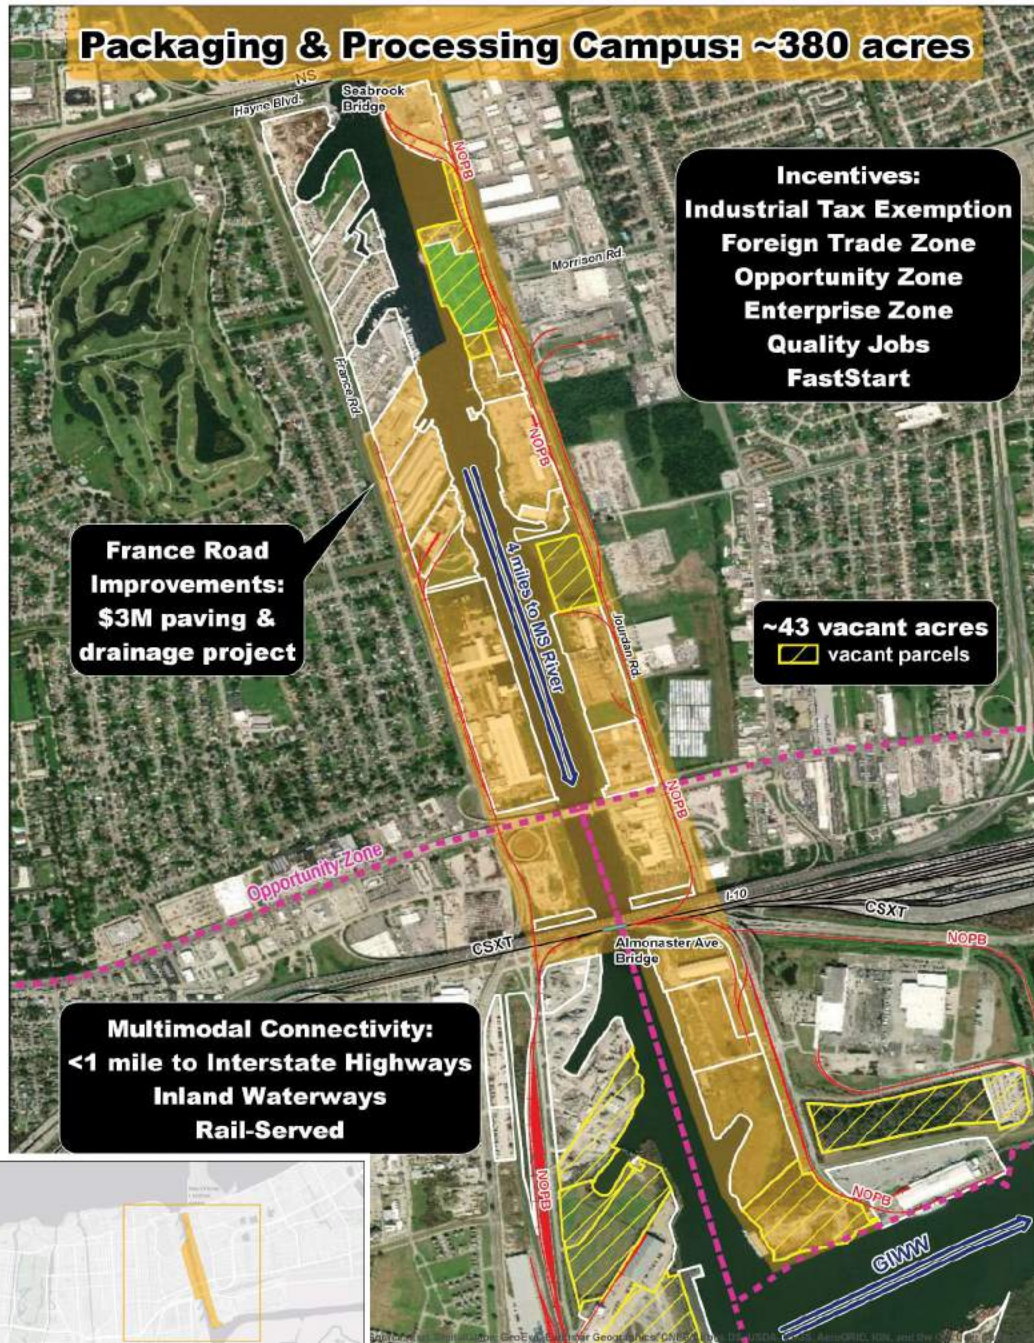 Packaging & Processing Campus: ~380 acres
NS
Hayne Blvd.
Seabrook
Bridge
NOPB
Incentives:
Industrial Tax Exemption
Foreign Trade Zone
Opportunity Zone
Enterprise Zone
Quality Jobs
FastStart
Morrison Rd.
France Rd.
NOPB
France Road
Improvements:
$3M paving &
drainage project
4 miles to MS River
Jourdan Rd.
~43 vacant acres
vacant parcels
NOPB
Opportunity Zone
I-10
CSXT
CSXT
NOPB
Almonaster Ave.
Bridge
Multimodal Connectivity:
<1 mile to Interstate Highways
Inland Waterways
Rail-Served
NOPB
NOPB
GIWW